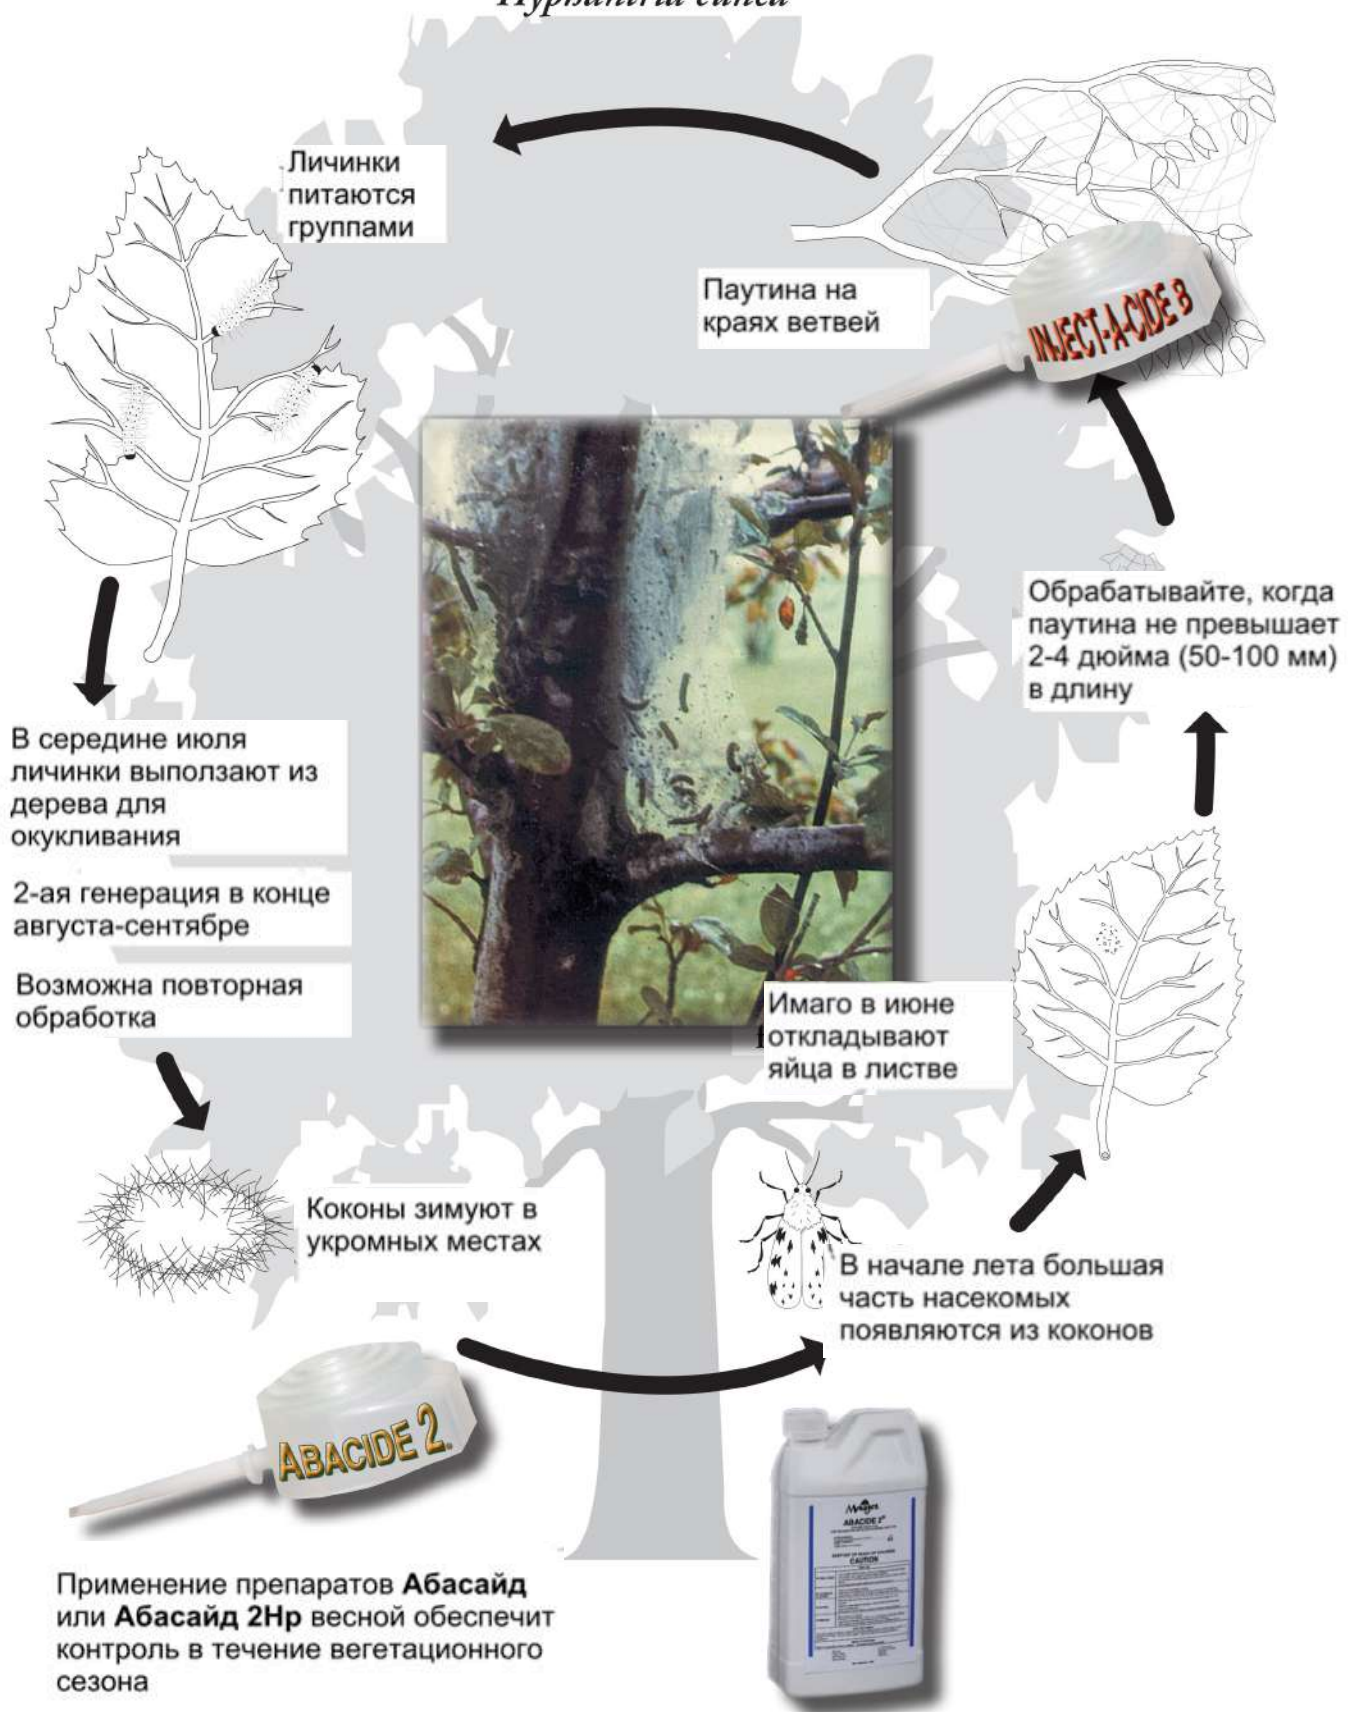 Hyphantria cunea
Личинки
питаются
группами
Паутина на
краях ветвей
INJECT-A-CIDE B
Обрабатывайте, когда
паутина не превышает
2-4 дюйма (50-100 мм)
в длину
В середине июля
личинки выползают из
дерева для
окукливания
2-ая генерация в конце
августа-сентябре
Возможна повторная
обработка
Имаго в июне
откладывают
яйца в листве
Коконы зимуют в
укромных местах
В начале лета большая
часть насекомых
появляются из коконов
ABACIDE 2.
Mauget
ABACIDE 2
CAUTION
Применение препаратов Абасайд
или Абасайд 2Hp весной обеспечит
контроль в течение вегетационного
сезона